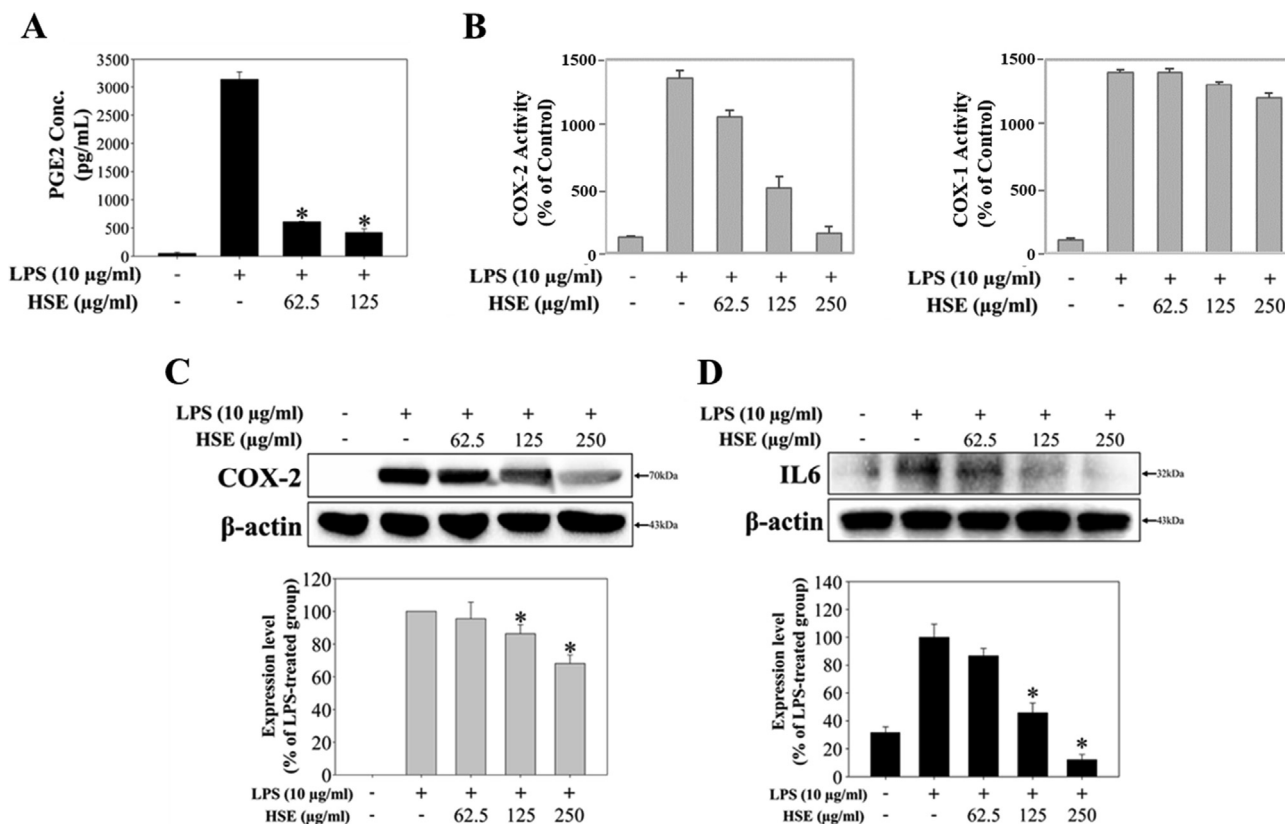 A
PGE2 Conc.
(pg/mL)
3500
3000
2500
2000
1500
1000
500
0
*
*
LPS (10 μg/ml) - + + +
HSE (μg/ml) - - 62.5 125
B
COX-2 Activity
(% of Control)
1500
1000
500
0
LPS (10 μg/ml) - + + + +
HSE (μg/ml) - - 62.5 125 250
COX-1 Activity
(% of Control)
1500
1000
500
0
- + + + +
- - 62.5 125 250
C
LPS (10 μg/ml) - + + + +
HSE (μg/ml) - - 62.5 125 250
COX-2
70kDa
β-actin
43kDa
Expression level
(% of LPS-treated group)
120
100
80
60
40
20
0
*
*
LPS (10 μg/ml) - + + + +
HSE (μg/ml) - - 62.5 125 250
D
LPS (10 μg/ml) - + + + +
HSE (μg/ml) - - 62.5 125 250
IL6
32kDa
β-actin
43kDa
Expression level
(% of LPS-treated group)
140
120
100
80
60
40
20
0
*
*
LPS (10 μg/ml) - + + + +
HSE (μg/ml) - - 62.5 125 250